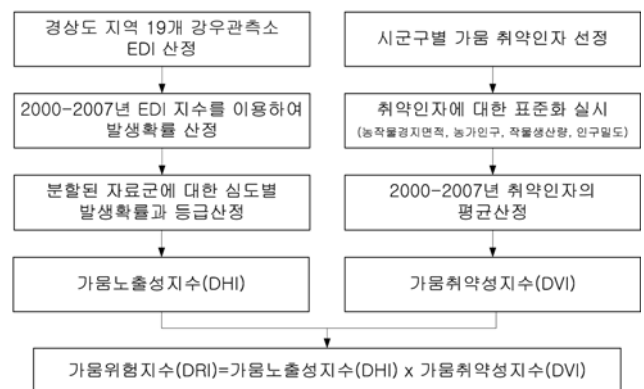 경상도 지역 19개 강우관측소
EDI 산정
2000-2007년 EDI 지수를 이용하여
발생확률 산정
분할된 자료군에 대한 심도별
발생확률과 등급산정
가뭄노출성지수(DHI)
시군구별 가뭄 취약인자 선정
취약인자에 대한 표준화 실시
(농작물경지면적, 농가인구, 작물생산량, 인구밀도)
2000-2007년 취약인자의
평균산정
가뭄취약성지수(DVI)
가뭄위험지수(DRI)=가뭄노출성지수(DHI) x 가뭄취약성지수(DVI)